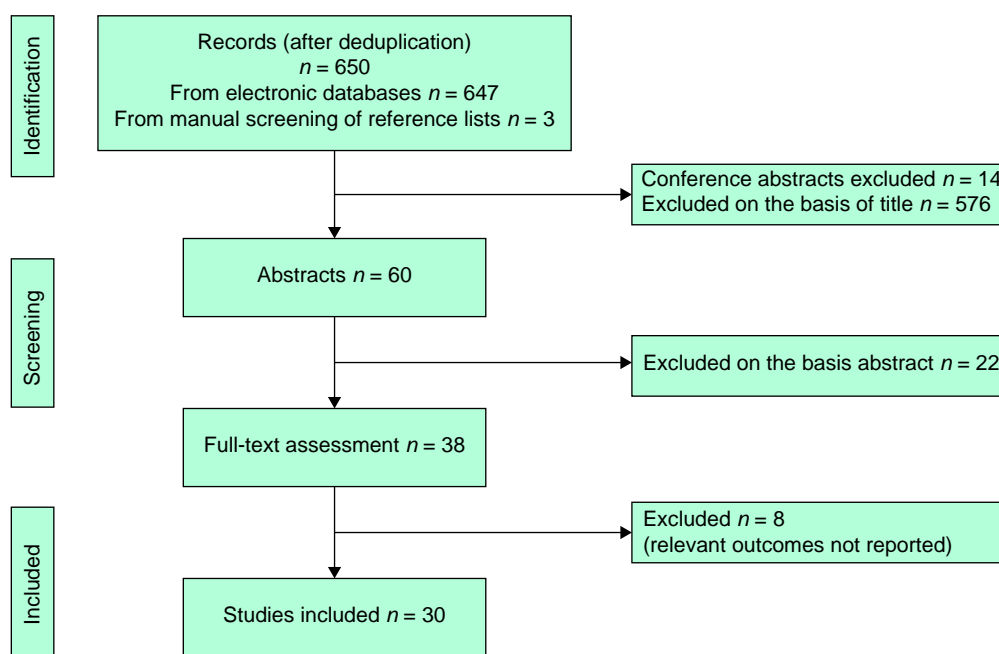 Identification
Records (after deduplication)
n = 650
From electronic databases n = 647
From manual screening of reference lists n = 3
Conference abstracts excluded n = 14
Excluded on the basis of title n = 576
Screening
Abstracts n = 60
Excluded on the basis abstract n = 22
Full-text assessment n = 38
Included
Excluded n = 8
(relevant outcomes not reported)
Studies included n = 30